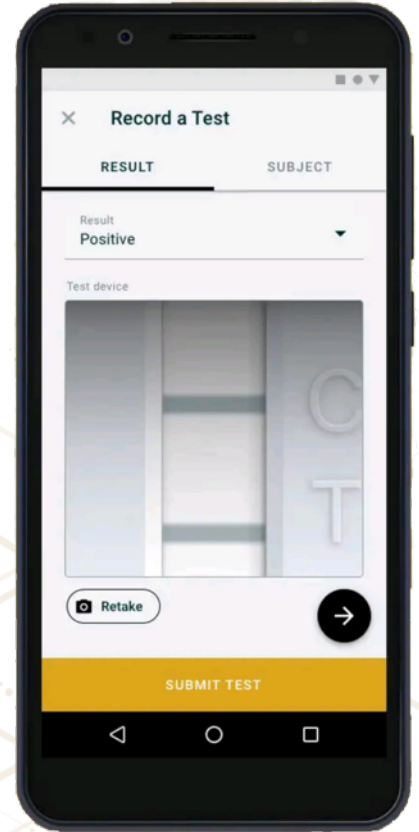 Record a Test
RESULT SUBJECT
Result
Positive
Test device
C
T
Retake
SUBMIT TEST